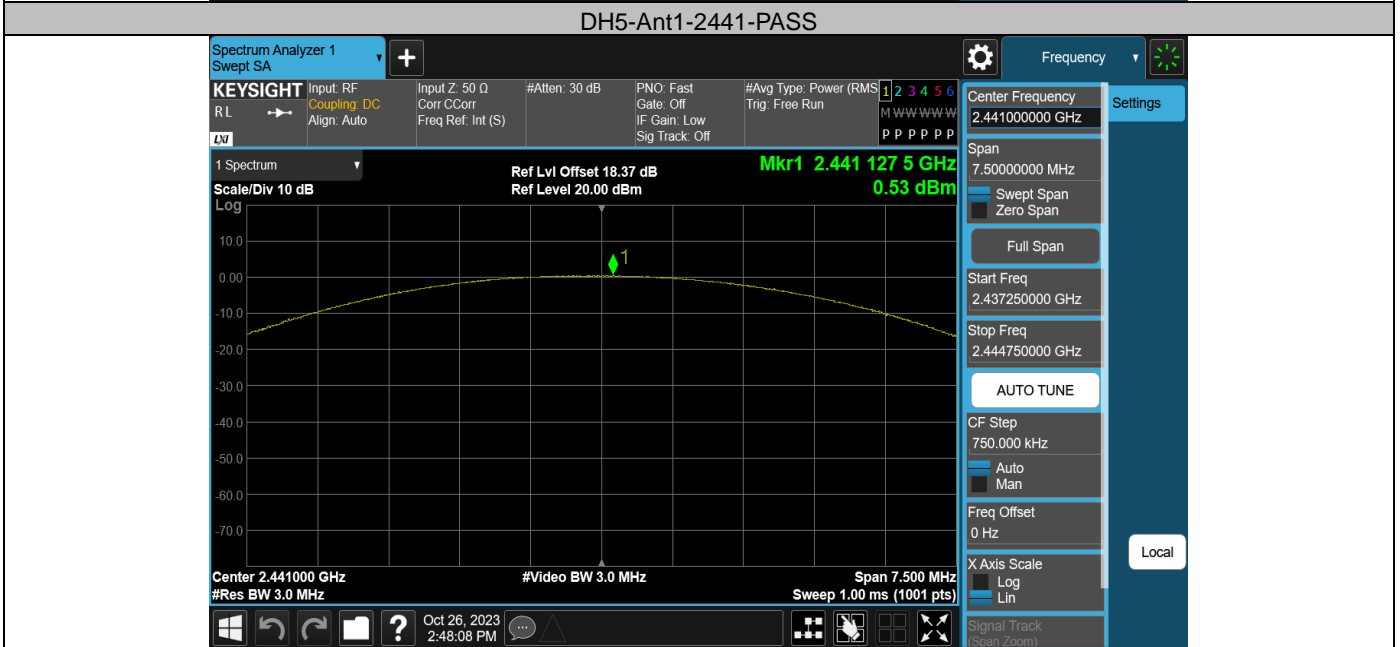 DH5-Ant1-2441-PASS
Spectrum Analyzer 1
Swept SA
Frequency
KEYSIGHT
RL
LXI
Input: RF
Coupling: DC
Align: Auto
Input Z: 50 Ω
Corr CCorr
Freq Ref: Int (S)
#Atten: 30 dB
PNO: Fast
Gate: Off
IF Gain: Low
Sig Track: Off
#Avg Type: Power (RMS
Trig: Free Run
1 2 3 4 5 6
M W W W W W
P P P P P P
Center Frequency
2.441000000 GHz
Settings
Span
7.50000000 MHz
Swept Span
Zero Span
Full Span
Start Freq
2.437250000 GHz
Stop Freq
2.444750000 GHz
AUTO TUNE
CF Step
750.000 kHz
Auto
Man
Freq Offset
0 Hz
X Axis Scale
Log
Lin
Signal Track
(Span Zoom)
Local
1 Spectrum
Scale/Div 10 dB
Log
Ref Lvl Offset 18.37 dB
Ref Level 20.00 dBm
Mkr1 2.441 127 5 GHz
0.53 dBm
1
10.0
0.00
-10.0
-20.0
-30.0
-40.0
-50.0
-60.0
-70.0
Center 2.441000 GHz
#Res BW 3.0 MHz
#Video BW 3.0 MHz
Span 7.500 MHz
Sweep 1.00 ms (1001 pts)
?
Oct 26, 2023
2:48:08 PM